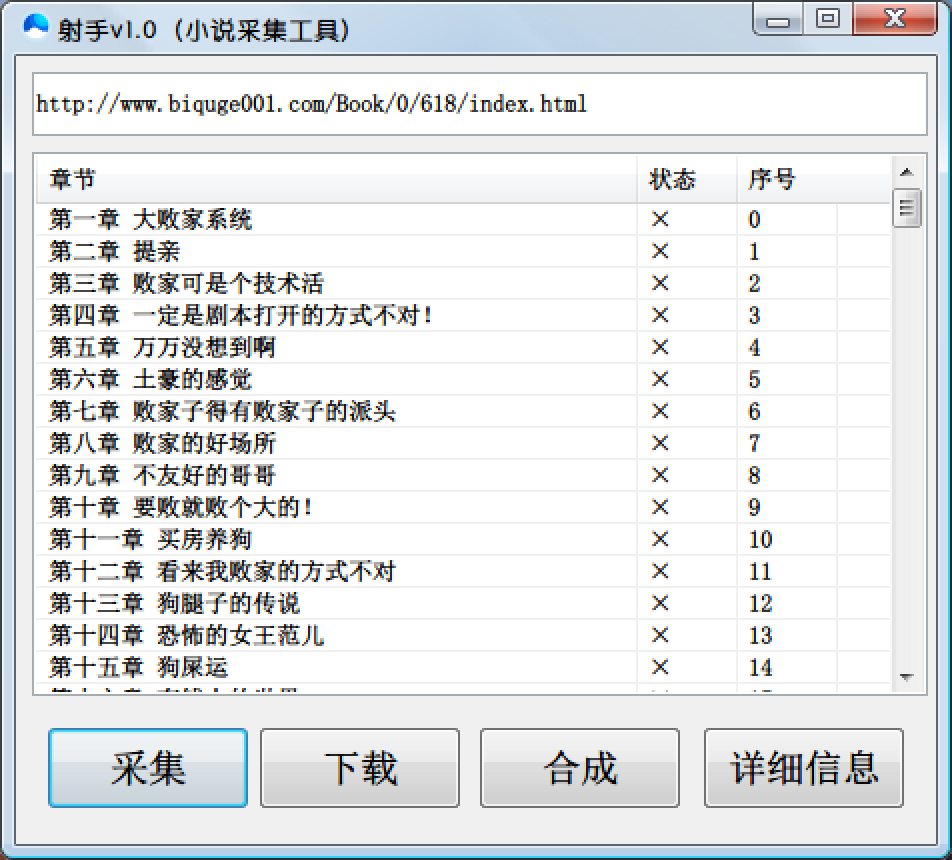 射手v1.0（小说采集工具）
http://www.biquge001.com/Book/0/618/index.html
章节 状态 序号
第一章 大败家系统 × 0
第二章 提亲 × 1
第三章 败家可是个技术活 × 2
第四章 一定是剧本打开的方式不对！ × 3
第五章 万万没想到啊 × 4
第六章 土豪的感觉 × 5
第七章 败家子得有败家子的派头 × 6
第八章 败家的好场所 × 7
第九章 不友好的哥哥 × 8
第十章 要败就败个大的！ × 9
第十一章 买房养狗 × 10
第十二章 看来我败家的方式不对 × 11
第十三章 狗腿子的传说 × 12
第十四章 恐怖的女王范儿 × 13
第十五章 狗屎运 × 14
采集 下载 合成 详细信息